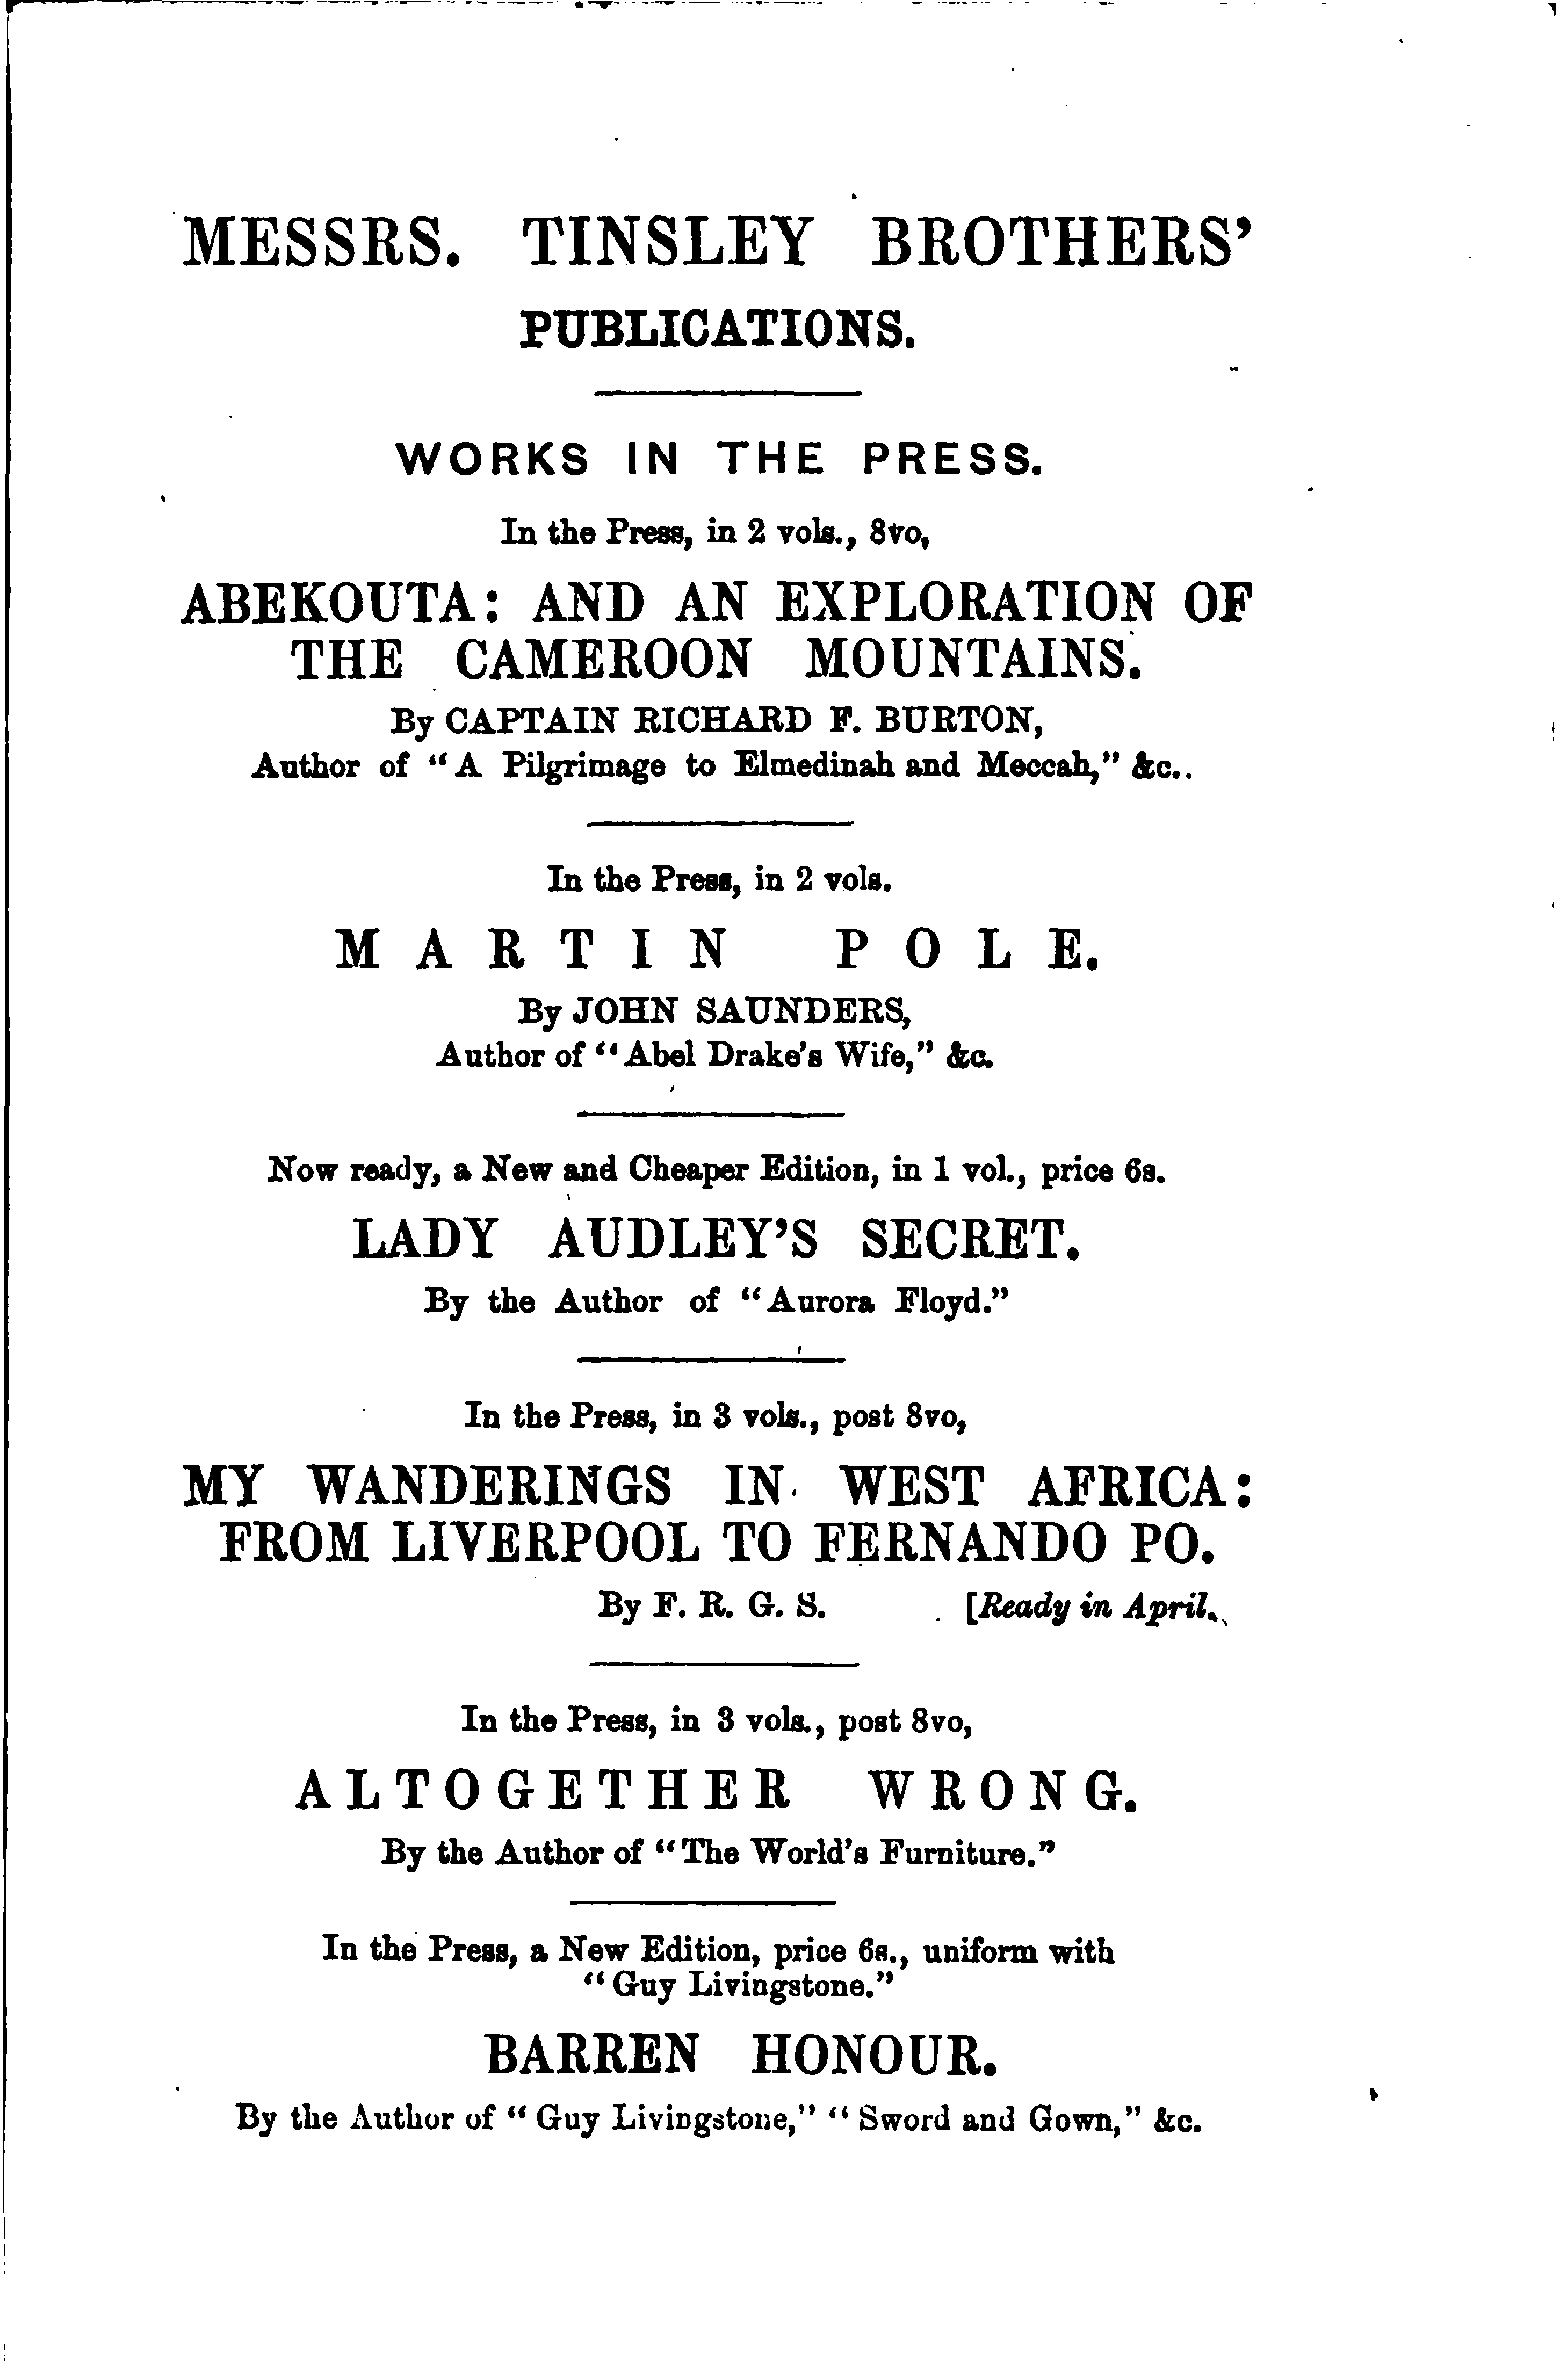 MESSRS. TINSLEY BROTHERS'
PUBLICATIONS.
WORKS IN THE PRESS.
In the Press, in 2 vols., 8vo,
ABEKOUTA: AND AN EXPLORATION OF
THE CAMEROON MOUNTAINS.
By CAPTAIN RICHARD F. BURTON,
Author of "A Pilgrimage to Elmedinah and Meccah," &c..
In the Press, in 2 vols.
MARTIN POLE.
By JOHN SAUNDERS,
Author of "Abel Drake's Wife," &c.
Now ready, a New and Cheaper Edition, in 1 vol., price 6s.
LADY AUDLEY'S SECRET.
By the Author of "Aurora Floyd."
In the Press, in 3 vols., post 8vo,
MY WANDERINGS IN WEST AFRICA:
FROM LIVERPOOL TO FERNANDO PO.
By F. R. G. S. [Ready in April.
In the Press, in 3 vols., post 8vo,
ALTOGETHER WRONG.
By the Author of "The World's Furniture."
In the Press, a New Edition, price 6s., uniform with
"Guy Livingstone."
BARREN HONOUR.
By the Author of "Guy Livingstone," "Sword and Gown," &c.